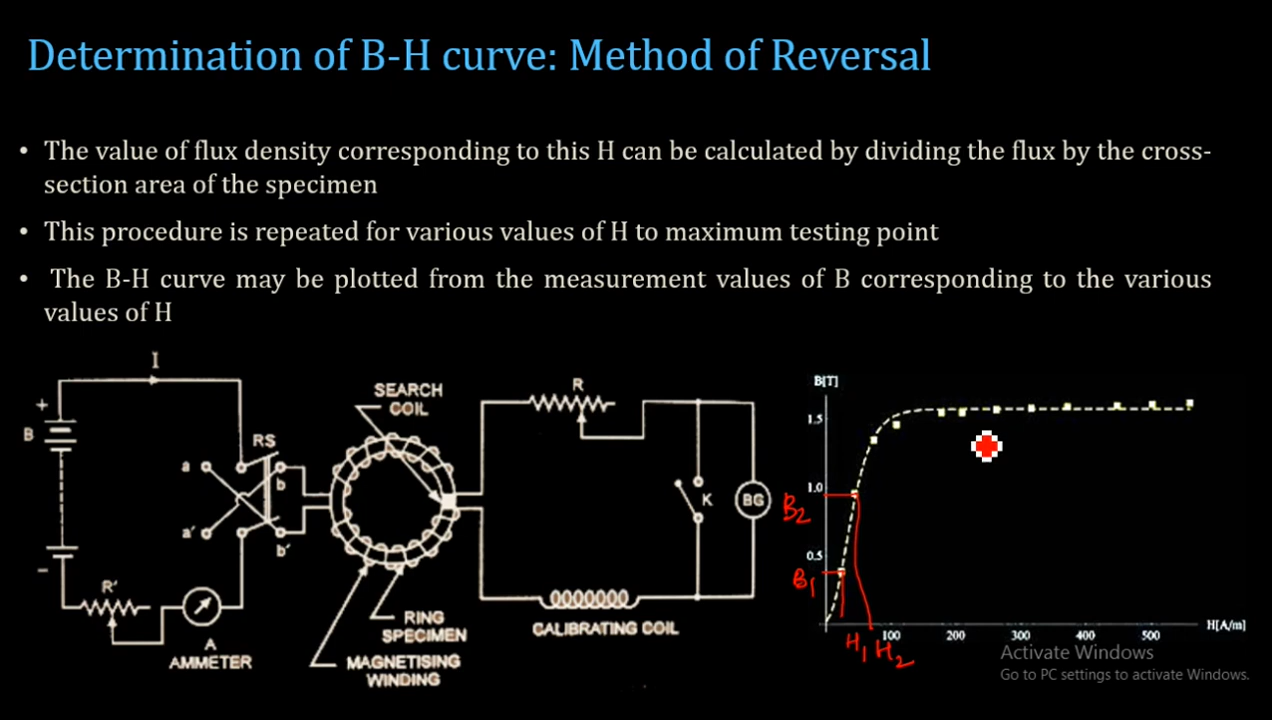 Determination of B-H curve: Method of Reversal
• The value of flux density corresponding to this H can be calculated by dividing the flux by the cross-
section area of the specimen
• This procedure is repeated for various values of H to maximum testing point
• The B-H curve may be plotted from the measurement values of B corresponding to the various
values of H
I
+
B
-
RS
a
a'
b
b'
R'
A
AMMETER
SEARCH
COIL
RING
SPECIMEN
MAGNETISING
WINDING
R
K
BG
CALIBRATING COIL
B[T]
1.5
1.0
0.5
B2
B1
100
200
300
400
500
H[A/m]
H1 H2
Activate Windows
Go to PC settings to activate Windows.